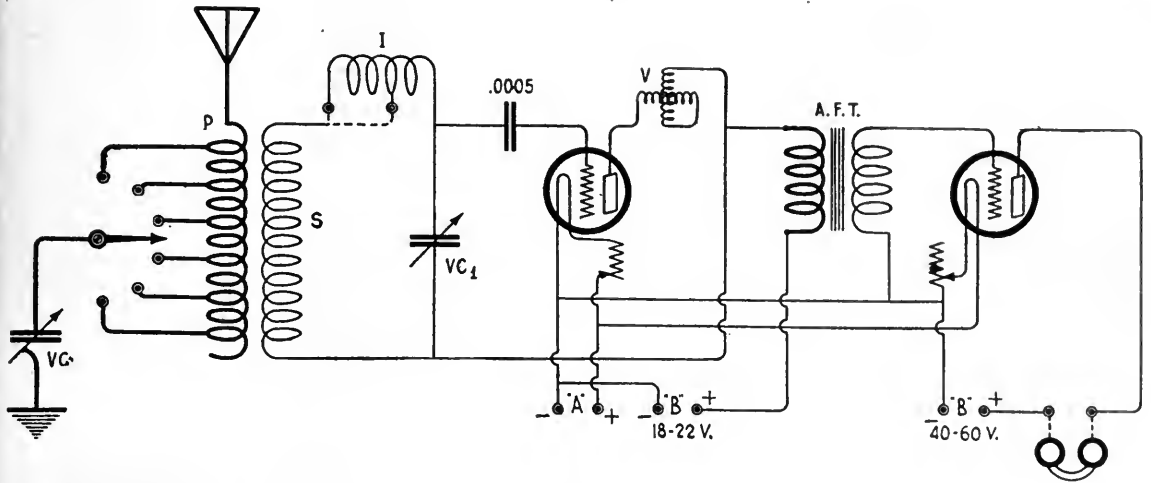 I
P
S
VC
VC1
.0005
V
A.F.T.
- "A" +
- "B" +
18-22 V.
- "B" +
40-60 V.